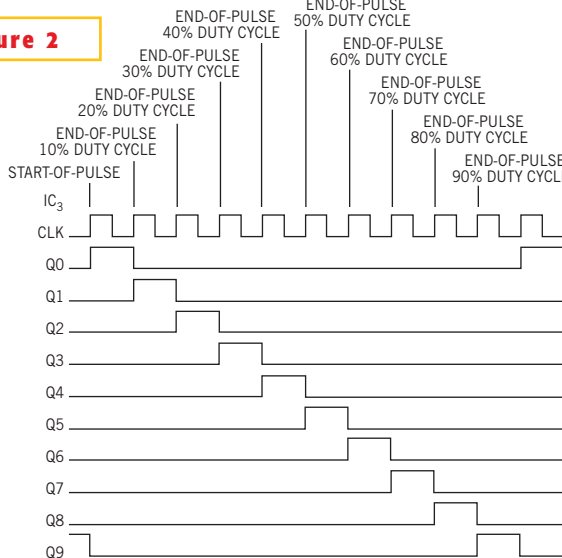 ure 2
END-OF-PULSE
50% DUTY CYCLE
END-OF-PULSE
40% DUTY CYCLE
END-OF-PULSE
60% DUTY CYCLE
END-OF-PULSE
30% DUTY CYCLE
END-OF-PULSE
70% DUTY CYCLE
END-OF-PULSE
20% DUTY CYCLE
END-OF-PULSE
80% DUTY CYCLE
END-OF-PULSE
10% DUTY CYCLE
END-OF-PULSE
90% DUTY CYCLE
START-OF-PULSE
IC3
CLK
Q0
Q1
Q2
Q3
Q4
Q5
Q6
Q7
Q8
Q9